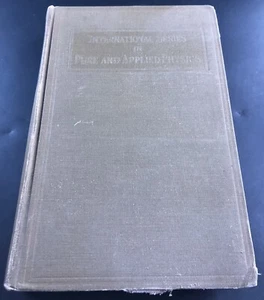 INTERNATIONAL SERIES
IN
PURE AND APPLIED PHYSICS